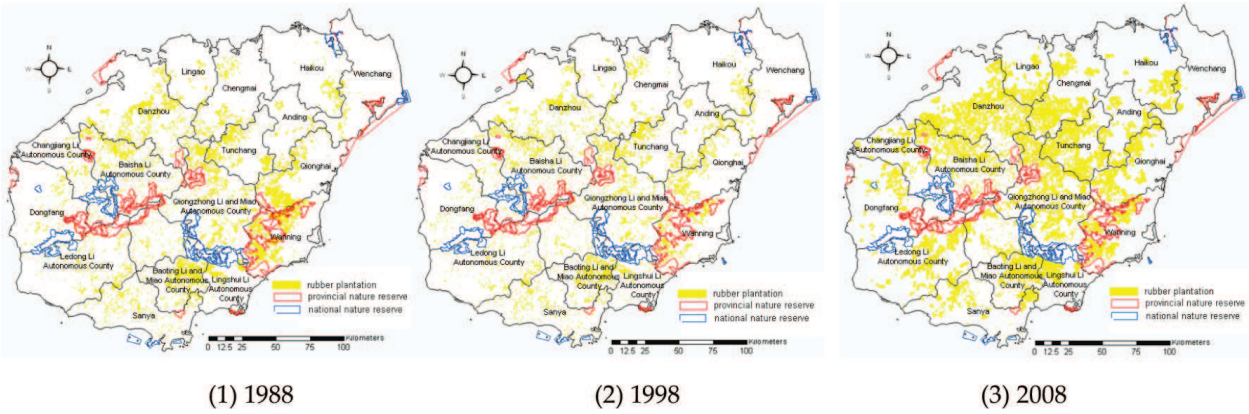 N
W E
S
Lingao
Haikou
Wenchang
Chengmai
Danzhou
Anding
Changjiang Li
Autonomous County
Tunchang
Baisha Li
Autonomous County
Qionghai
Qiongzhong Li and Miao
Autonomous County
Dongfang
Wanning
Ledong Li
Autonomous County
Baoting Li and
Miao Autonomous
County
Lingshui Li
Autonomous
County
Sanya
rubber plantation
provincial nature reserve
national nature reserve
Kilometers
0 12.5 25 50 75 100
(1) 1988
N
W E
S
Lingao
Haikou
Wenchang
Chengmai
Danzhou
Anding
Changjiang Li
Autonomous County
Tunchang
Baisha Li
Autonomous County
Qionghai
Qiongzhong Li and Miao
Autonomous County
Dongfang
Wanning
Ledong Li
Autonomous County
Baoting Li and
Miao Autonomous
County
Lingshui Li
Autonomous
County
Sanya
rubber plantation
provincial nature reserve
national nature reserve
Kilometers
0 12.5 25 50 75 100
(2) 1998
N
W E
S
Lingao
Haikou
Wenchang
Chengmai
Danzhou
Anding
Changjiang Li
Autonomous County
Tunchang
Baisha Li
Autonomous County
Qionghai
Qiongzhong Li and Miao
Autonomous County
Dongfang
Wanning
Ledong Li
Autonomous County
Baoting Li and
Miao Autonomous
County
Lingshui Li
Autonomous
County
Sanya
rubber plantation
provincial nature reserve
national nature reserve
Kilometers
0 12.5 25 50 75 100
(3) 2008